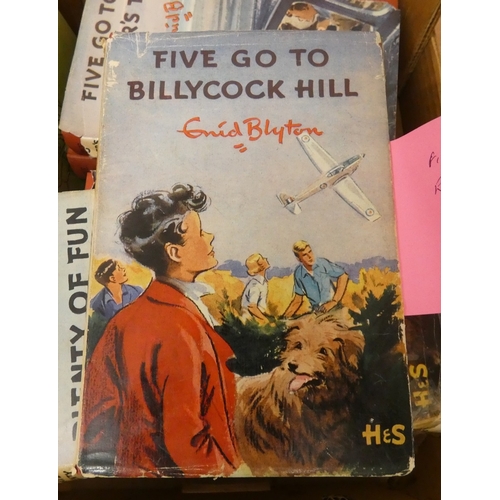 FIVE GO TO
BILLYCOCK HILL
Enid Blyton
H&S
FIVE GO TO
PLENTY OF FUN
H&S